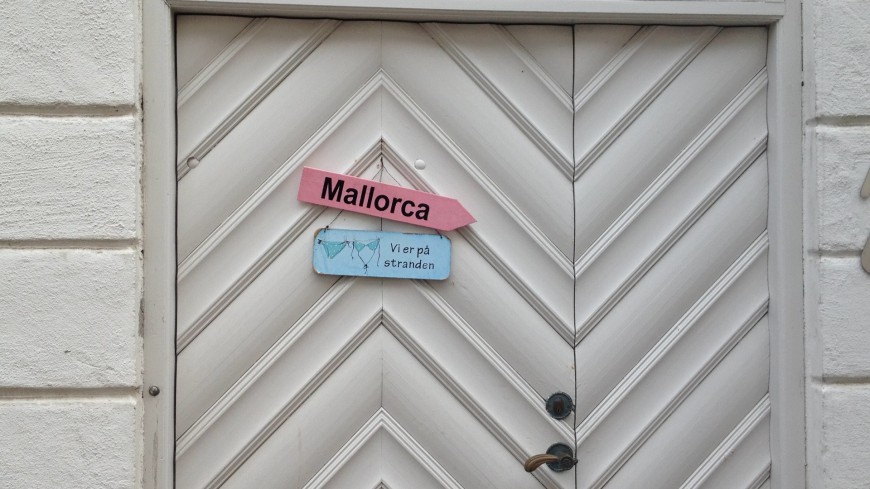 Mallorca
Vi er på
stranden